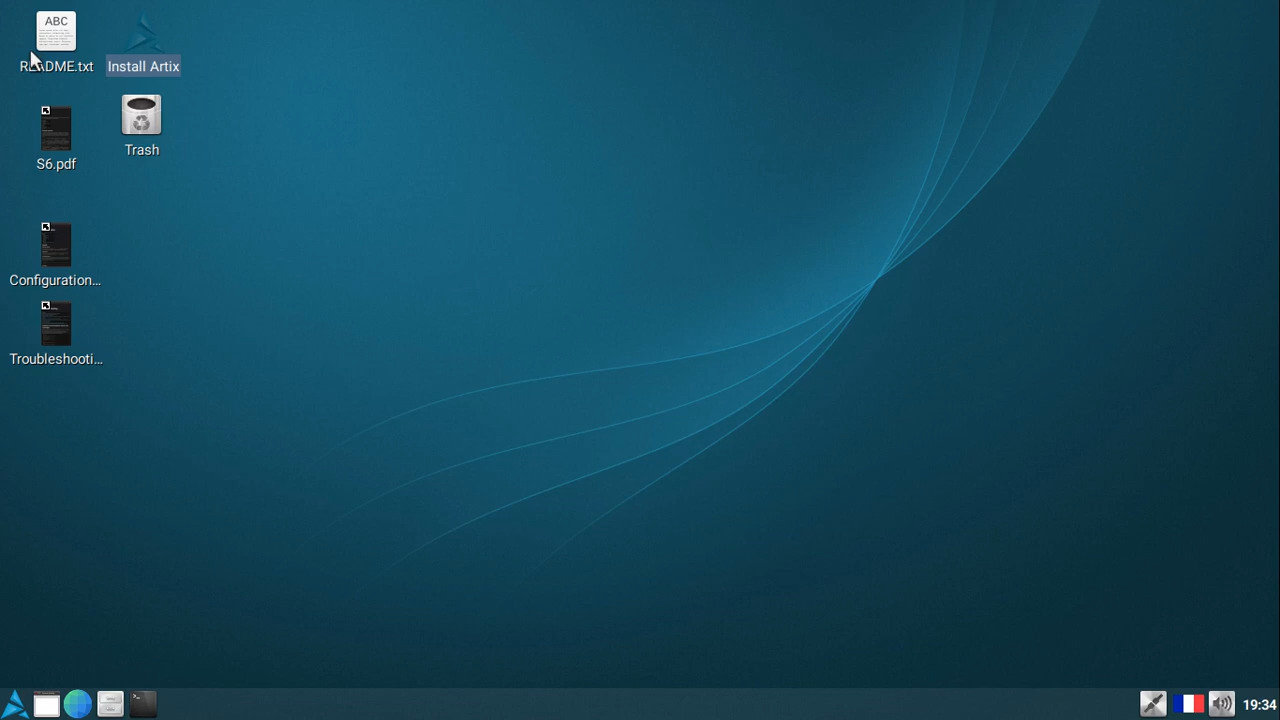 ABC
README.txt
Install Artix
Trash
S6.pdf
Configuration...
Troubleshooti...
19:34